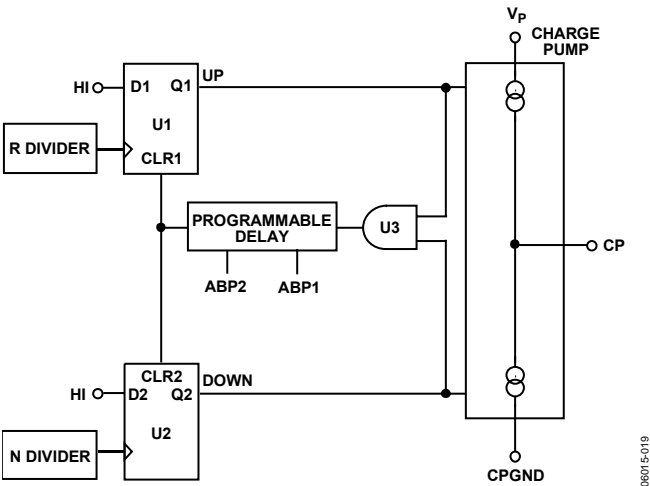 VP
CHARGE
PUMP
HI
D1
Q1
UP
U1
R DIVIDER
CLR1
PROGRAMMABLE
DELAY
U3
ABP2
ABP1
CP
CLR2
DOWN
HI
D2
Q2
U2
N DIVIDER
CPGND
06015-019